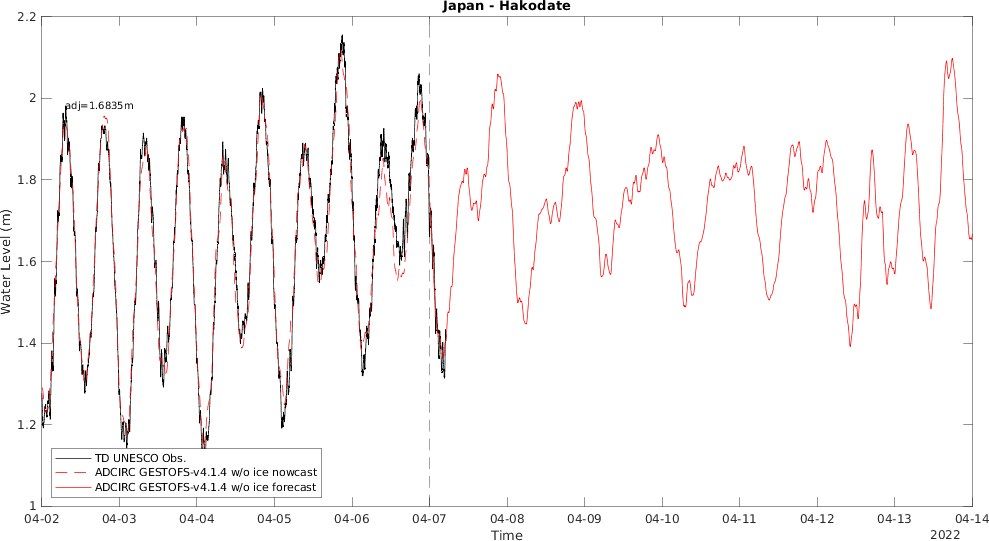 Japan - Hakodate
2.2
2
1.8
1.6
1.4
1.2
1
Water Level (m)
adj=1.6835m
TD UNESCO Obs.
ADCIRC GESTOFS-v4.1.4 w/o ice nowcast
ADCIRC GESTOFS-v4.1.4 w/o ice forecast
04-02 04-03 04-04 04-05 04-06 04-07 04-08 04-09 04-10 04-11 04-12 04-13 04-14
Time
2022